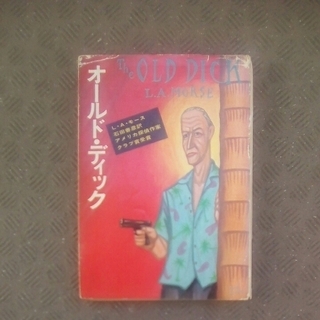 THE OLD DICK
L.A. MORSE
オールド・ディック
L・A・モース
石田善彦訳
アメリカ探偵作家
クラブ賞受賞